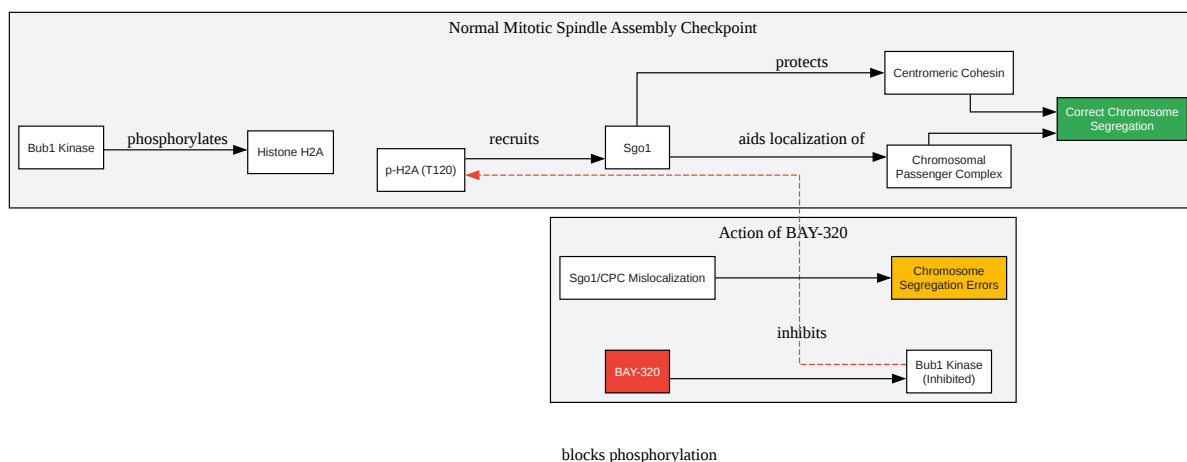 Normal Mitotic Spindle Assembly Checkpoint
protects
Centromeric Cohesin
Correct Chromosome
Segregation
Bub1 Kinase
phosphorylates
Histone H2A
p-H2A (T120)
recruits
Sgo1
aids localization of
Chromosomal
Passenger Complex
Action of BAY-320
Sgo1/CPC Mislocalization
Chromosome
Segregation Errors
inhibits
BAY-320
Bub1 Kinase
(Inhibited)
blocks phosphorylation